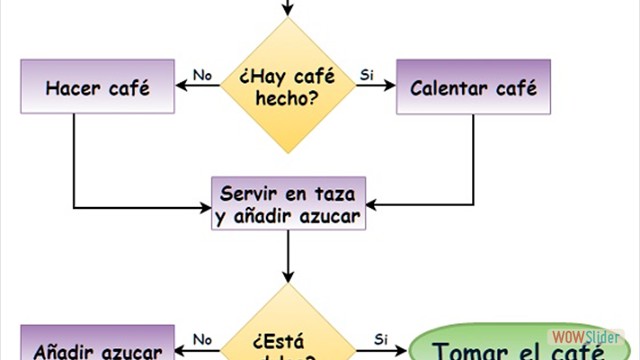 No
¿Hay café
hecho?
Si
Hacer café
Calentar café
Servir en taza
y añadir azucar
Añadir azucar
No
¿Está
Si
Tomar el café
WOWSlider